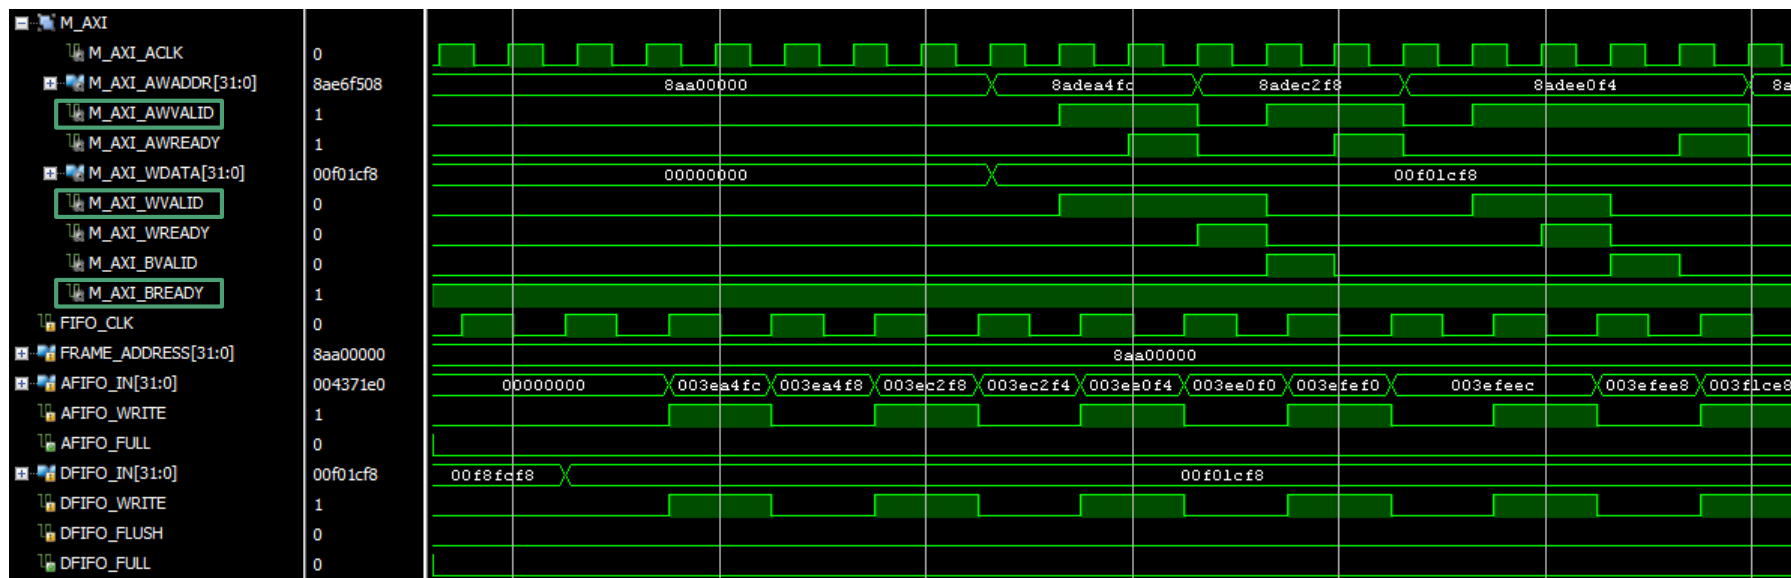 M_AXI
M_AXI_ACLK 0
M_AXI_AWADDR[31:0] 8ae6f508 8aa00000 8adea4fc 8adec2f8 8adee0f4 8a
M_AXI_AWVALID 1
M_AXI_AWREADY 1
M_AXI_WDATA[31:0] 00f01cf8 00000000 00f01cf8
M_AXI_WVALID 0
M_AXI_WREADY 0
M_AXI_BVALID 0
M_AXI_BREADY 1
FIFO_CLK 0
FRAME_ADDRESS[31:0] 8aa00000 8aa00000
AFIFO_IN[31:0] 004371e0 00000000 003ea4fc 003ea4f8 003ec2f8 003ec2f4 003ee0f4 003ee0f0 003efef0 003efeec 003efee8 003f1ce8
AFIFO_WRITE 1
AFIFO_FULL 0
DFIFO_IN[31:0] 00f01cf8 00f8fcf8 00f01cf8
DFIFO_WRITE 1
DFIFO_FLUSH 0
DFIFO_FULL 0